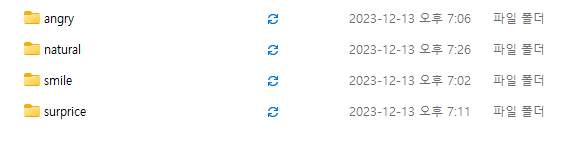 angry 2023-12-13 오후 7:06 파일 폴더
natural 2023-12-13 오후 7:26 파일 폴더
smile 2023-12-13 오후 7:02 파일 폴더
surprice 2023-12-13 오후 7:11 파일 폴더